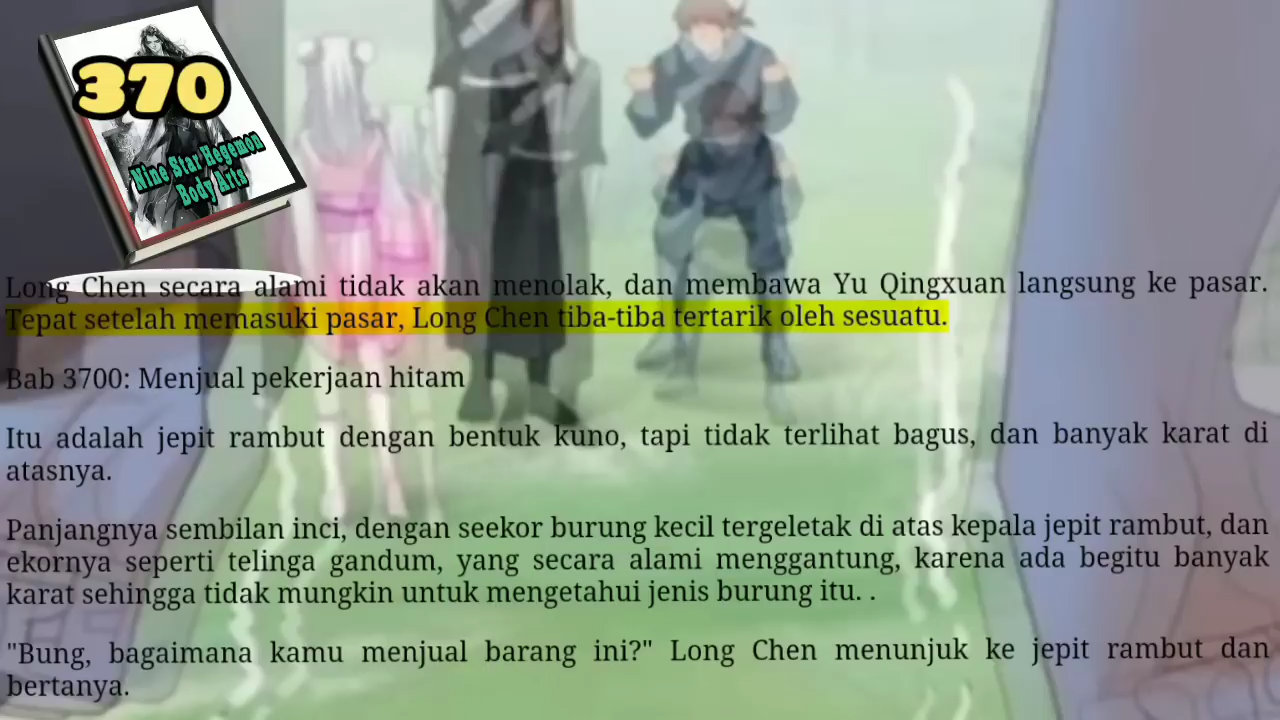 370
Nine Star Hegemon
Body Arts
Long Chen secara alami tidak akan menolak, dan membawa Yu Qingxuan langsung ke pasar.
Tepat setelah memasuki pasar, Long Chen tiba-tiba tertarik oleh sesuatu.
Bab 3700: Menjual pekerjaan hitam
Itu adalah jepit rambut dengan bentuk kuno, tapi tidak terlihat bagus, dan banyak karat di
atasnya.
Panjangnya sembilan inci, dengan seekor burung kecil tergeletak di atas kepala jepit rambut, dan
ekornya seperti telinga gandum, yang secara alami menggantung, karena ada begitu banyak
karat sehingga tidak mungkin untuk mengetahui jenis burung itu. .
"Bung, bagaimana kamu menjual barang ini?" Long Chen menunjuk ke jepit rambut dan
bertanya.